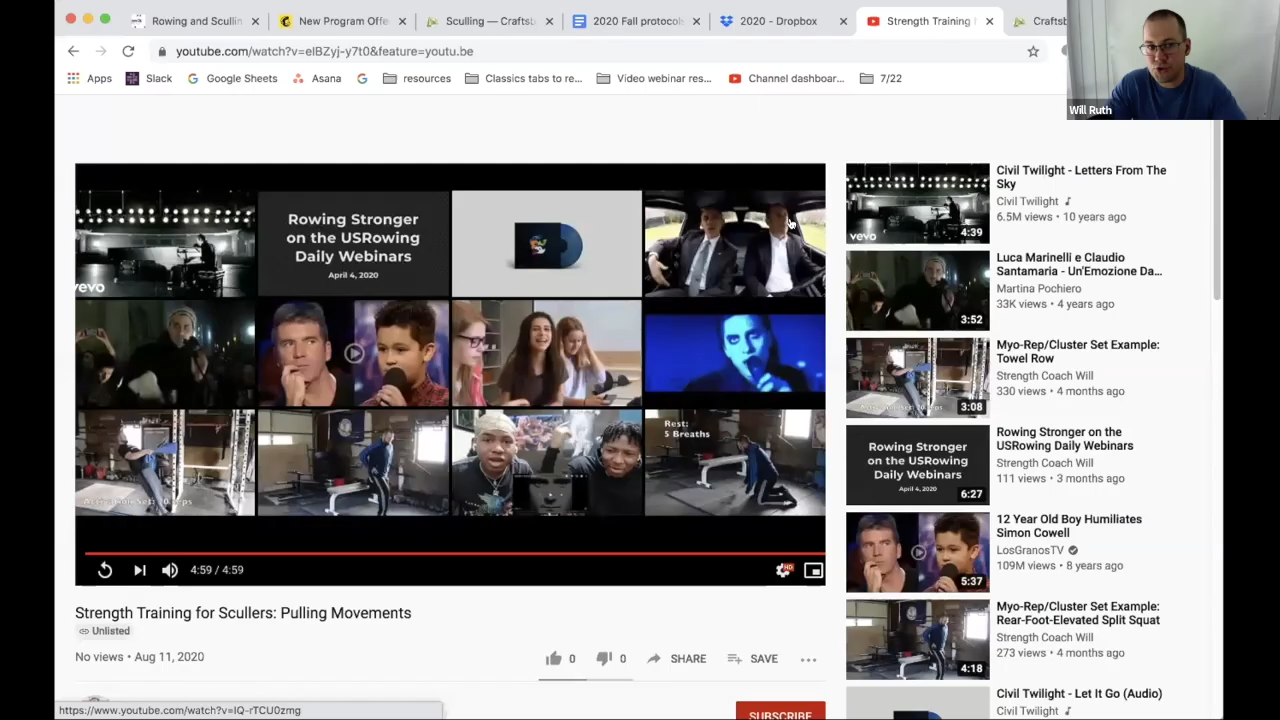 Rowing and Scullin
New Program Offe
Sculling — Craftsb
2020 Fall protocols
2020 - Dropbox
Strength Training
Craftsb
youtube.com/watch?v=elBZyj-y7t0&feature=youtu.be
Apps
Slack
Google Sheets
Asana
resources
Classics tabs to re...
Video webinar res...
Channel dashboar...
7/22
Will Ruth
Rowing Stronger
on the USRowing
Daily Webinars
April 4, 2020
vevo
Rest:
5 Breaths
4:59 / 4:59
HD
Strength Training for Scullers: Pulling Movements
Unlisted
No views • Aug 11, 2020
0
0
SHARE
SAVE
SUBSCRIBE
https://www.youtube.com/watch?v=IQ-rTCU0zmg
vevo
4:39
Civil Twilight - Letters From The
Sky
Civil Twilight
6.5M views • 10 years ago
3:52
Luca Marinelli e Claudio
Santamaria - Un'Emozione Da...
Martina Pochiero
33K views • 4 years ago
3:08
Myo-Rep/Cluster Set Example:
Towel Row
Strength Coach Will
330 views • 4 months ago
Rowing Stronger
on the USRowing
Daily Webinars
April 4, 2020
6:27
Rowing Stronger on the
USRowing Daily Webinars
Strength Coach Will
111 views • 3 months ago
5:37
12 Year Old Boy Humiliates
Simon Cowell
LosGranosTV
109M views • 8 years ago
4:18
Myo-Rep/Cluster Set Example:
Rear-Foot-Elevated Split Squat
Strength Coach Will
273 views • 4 months ago
Civil Twilight - Let It Go (Audio)
Civil Twilight